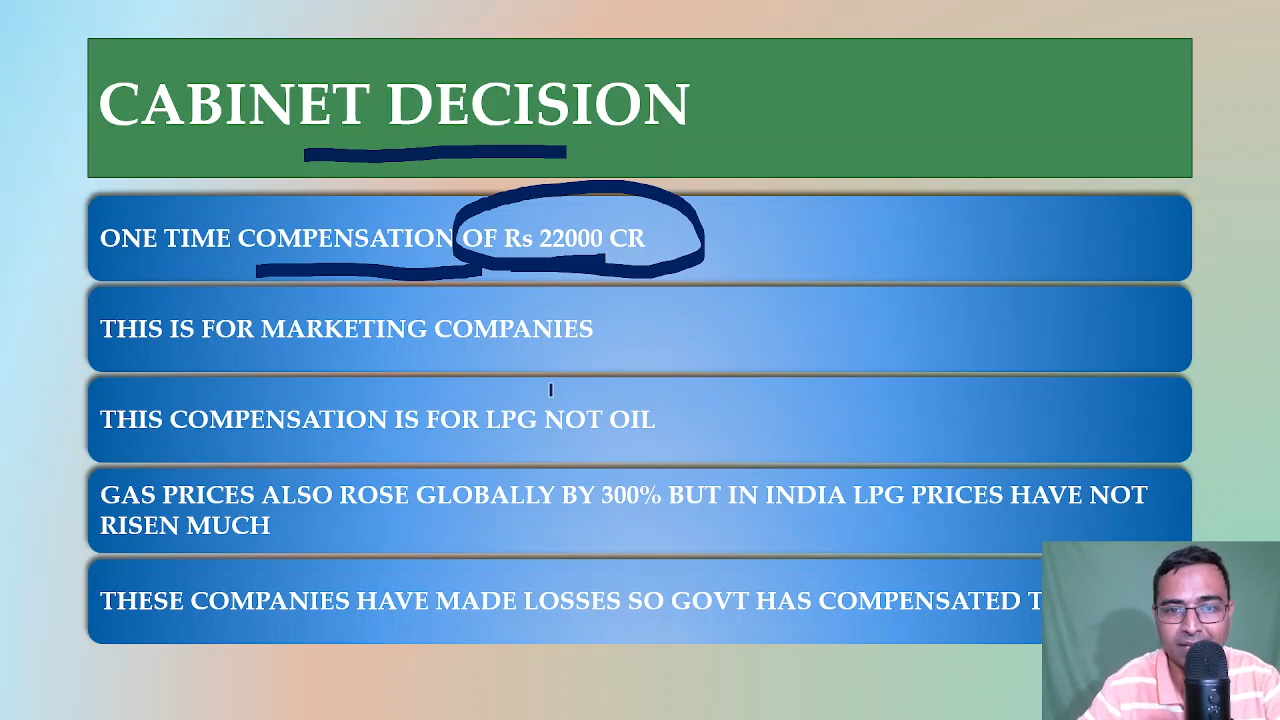 CABINET DECISION
ONE TIME COMPENSATION OF Rs 22000 CR
THIS IS FOR MARKETING COMPANIES
THIS COMPENSATION IS FOR LPG NOT OIL
GAS PRICES ALSO ROSE GLOBALLY BY 300% BUT IN INDIA LPG PRICES HAVE NOT
RISEN MUCH
THESE COMPANIES HAVE MADE LOSSES SO GOVT HAS COMPENSATED